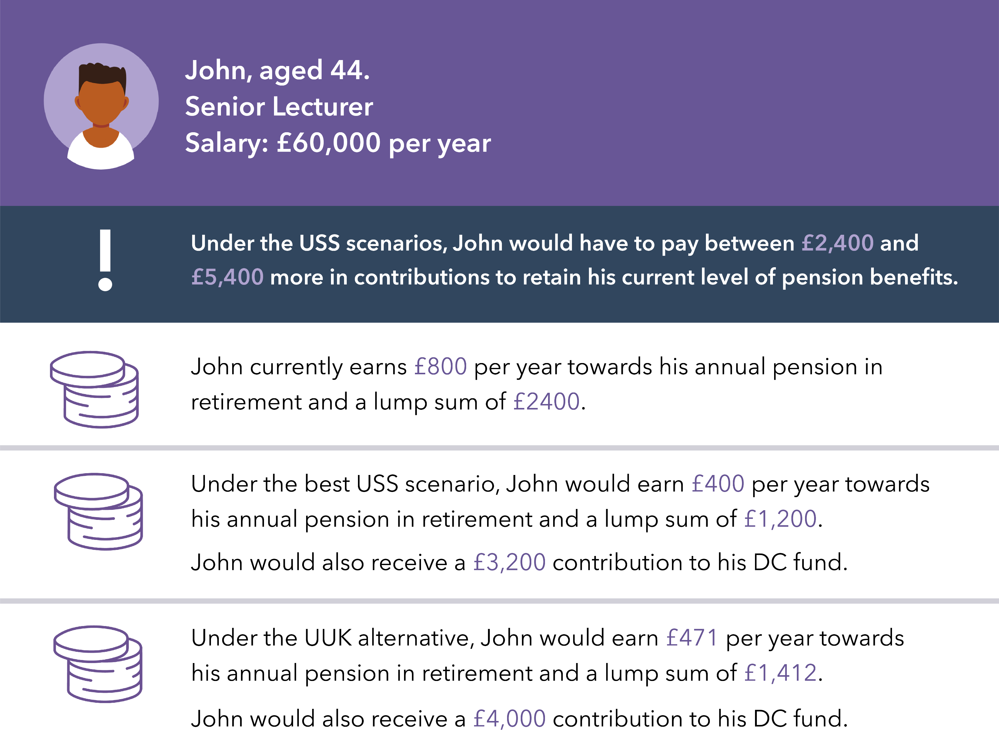 John, aged 44.
Senior Lecturer
Salary: £60,000 per year
!
Under the USS scenarios, John would have to pay between £2,400 and
£5,400 more in contributions to retain his current level of pension benefits.
John currently earns £800 per year towards his annual pension in
retirement and a lump sum of £2400.
Under the best USS scenario, John would earn £400 per year towards
his annual pension in retirement and a lump sum of £1,200.
John would also receive a £3,200 contribution to his DC fund.
Under the UUK alternative, John would earn £471 per year towards
his annual pension in retirement and a lump sum of £1,412.
John would also receive a £4,000 contribution to his DC fund.